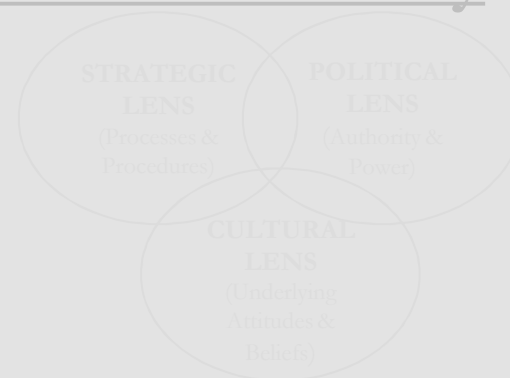 STRATEGIC
LENS
(Processes &
Procedures)
POLITICAL
LENS
(Authority &
Power)
CULTURAL
LENS
(Underlying
Attitudes &
Beliefs)